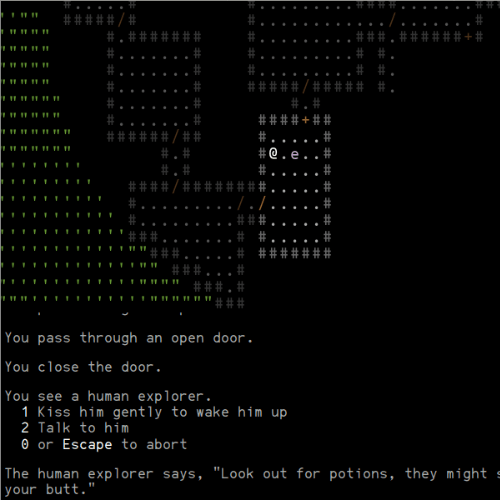 You pass through an open door.
You close the door.
You see a human explorer.
1 Kiss him gently to wake him up
2 Talk to him
0 or Escape to abort
The human explorer says, "Look out for potions, they might
your butt."